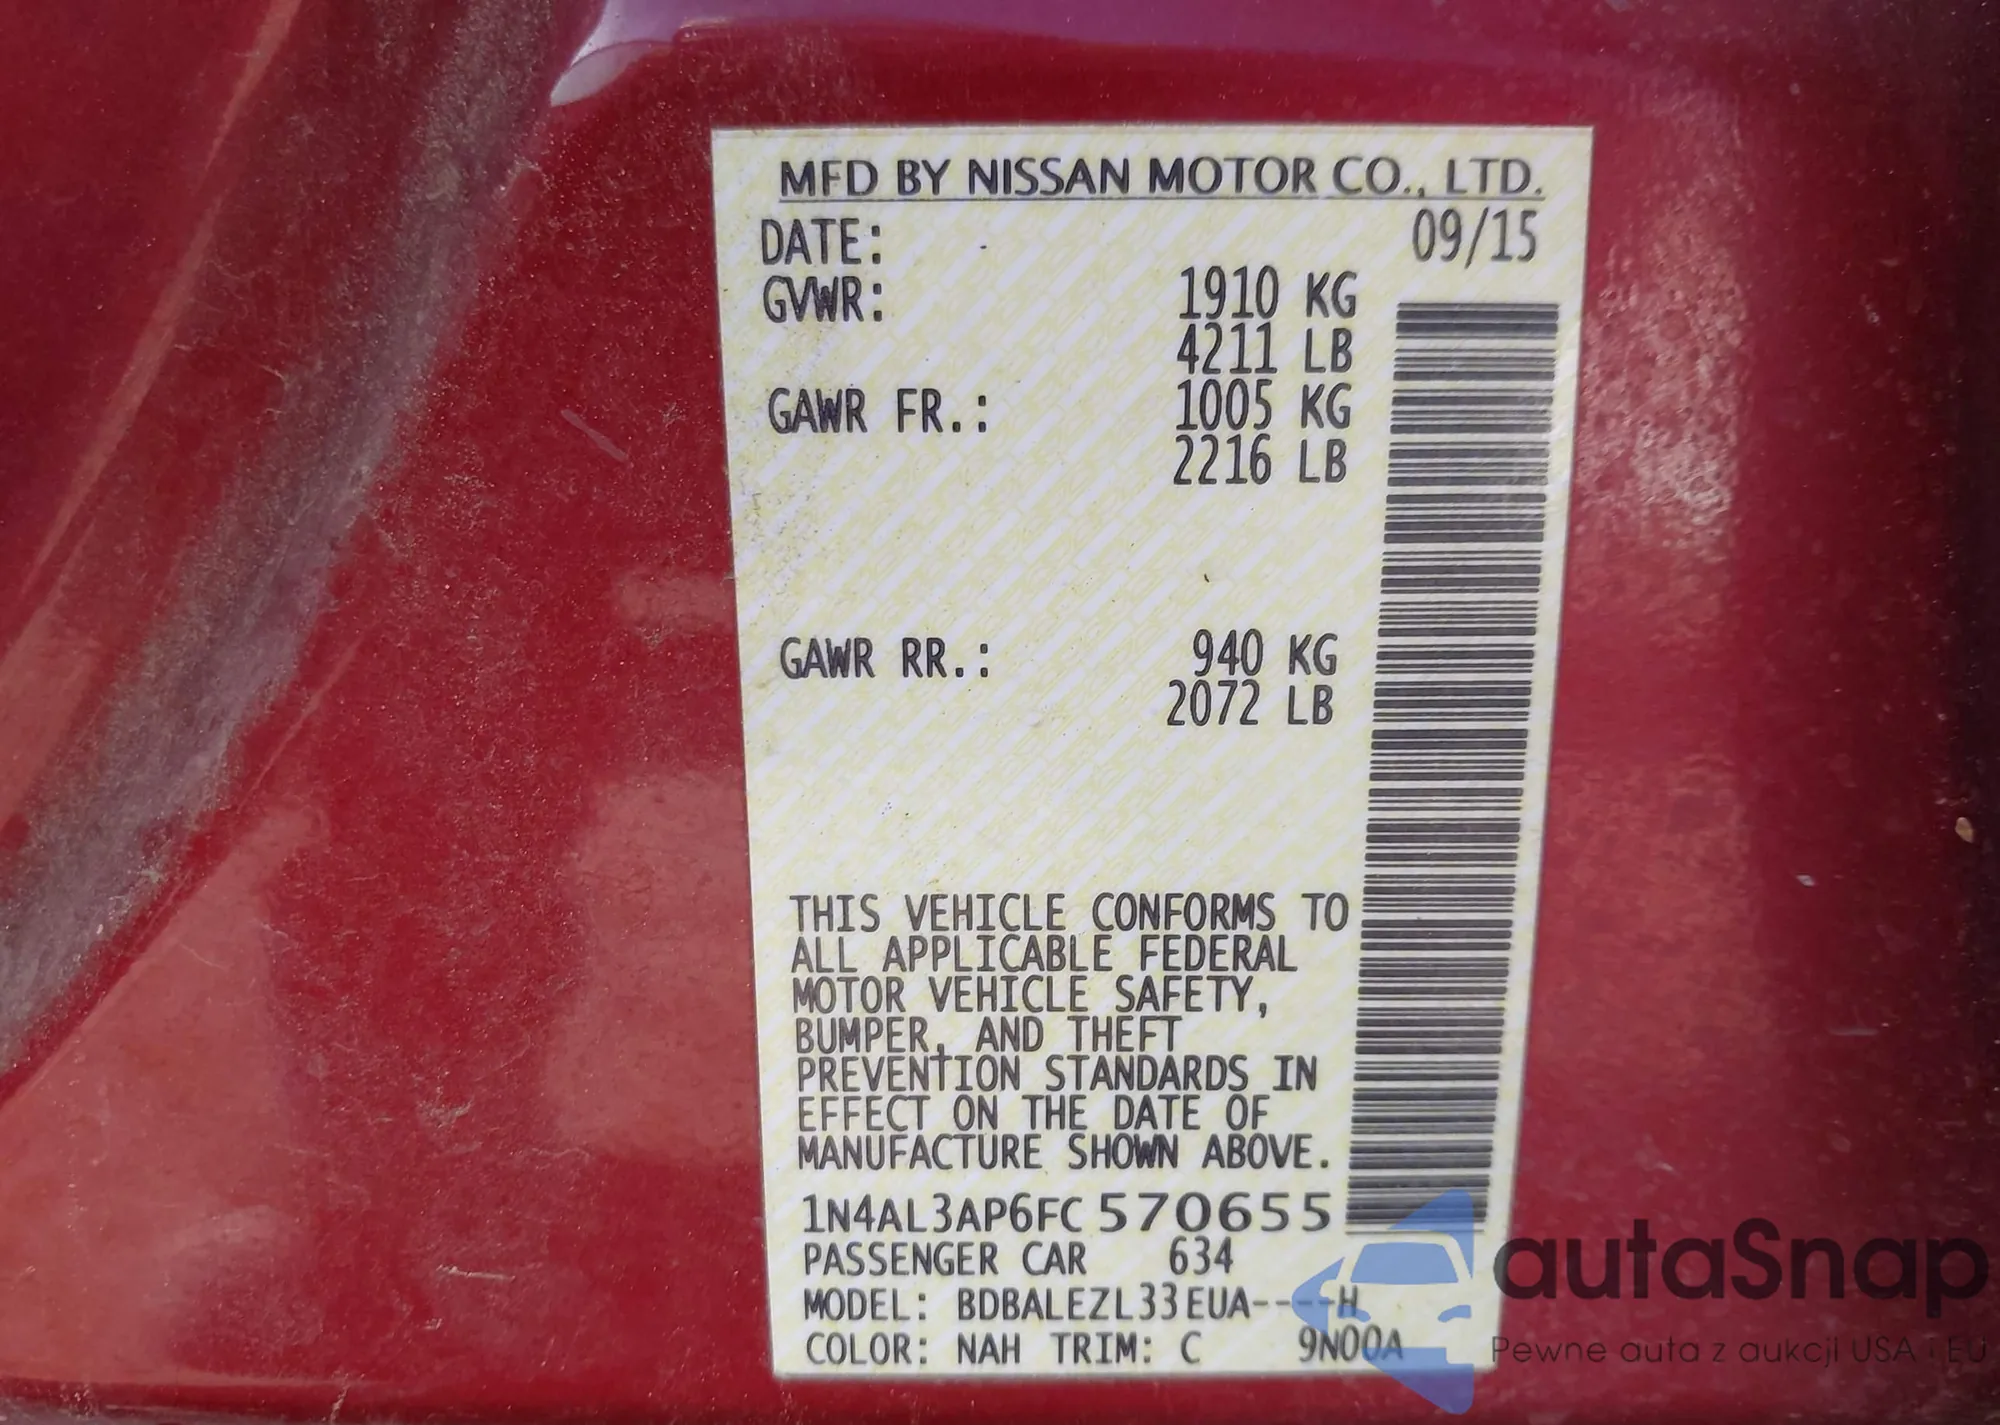 MFD BY NISSAN MOTOR CO., LTD.
DATE: 09/15
GVWR: 1910 KG
4211 LB
GAWR FR.: 1005 KG
2216 LB
GAWR RR.: 940 KG
2072 LB
THIS VEHICLE CONFORMS TO
ALL APPLICABLE FEDERAL
MOTOR VEHICLE SAFETY,
BUMPER, AND THEFT
PREVENTION STANDARDS IN
EFFECT ON THE DATE OF
MANUFACTURE SHOWN ABOVE.
1N4AL3AP6FC570655
PASSENGER CAR 634
MODEL: BDBALEZL33EUA----H
COLOR: NAH TRIM: C 9N00A
autaSnap
Pewne auta z aukcji USA i EU